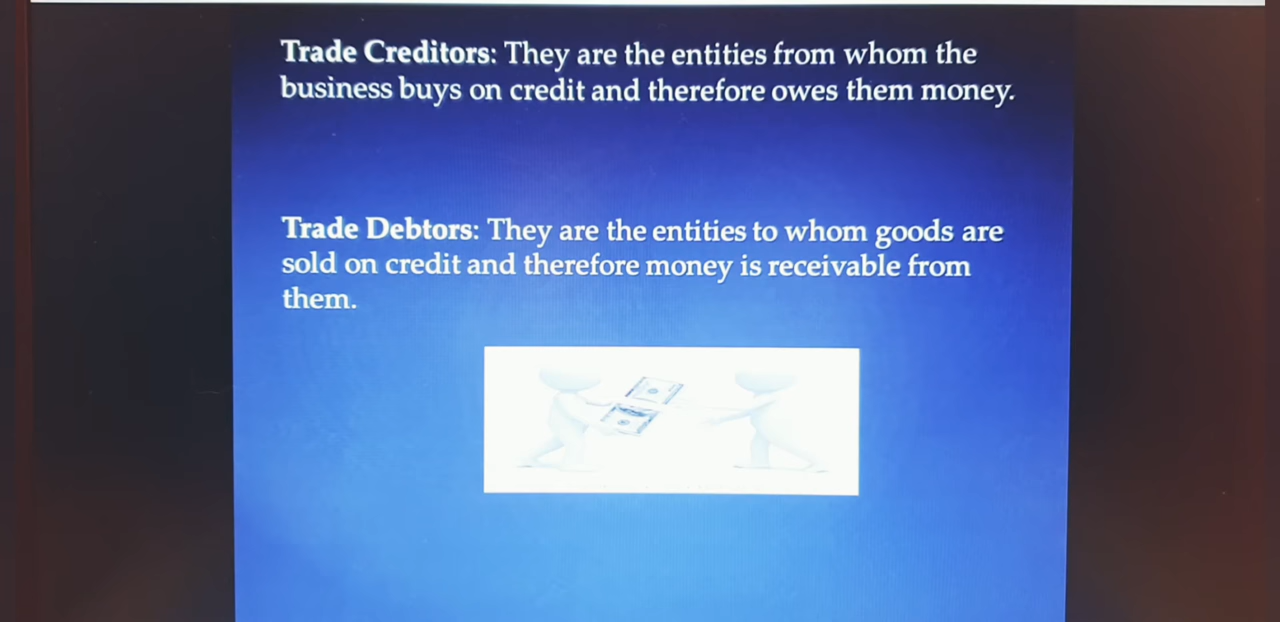 Trade Creditors: They are the entities from whom the
business buys on credit and therefore owes them money.
Trade Debtors: They are the entities to whom goods are
sold on credit and therefore money is receivable from
them.